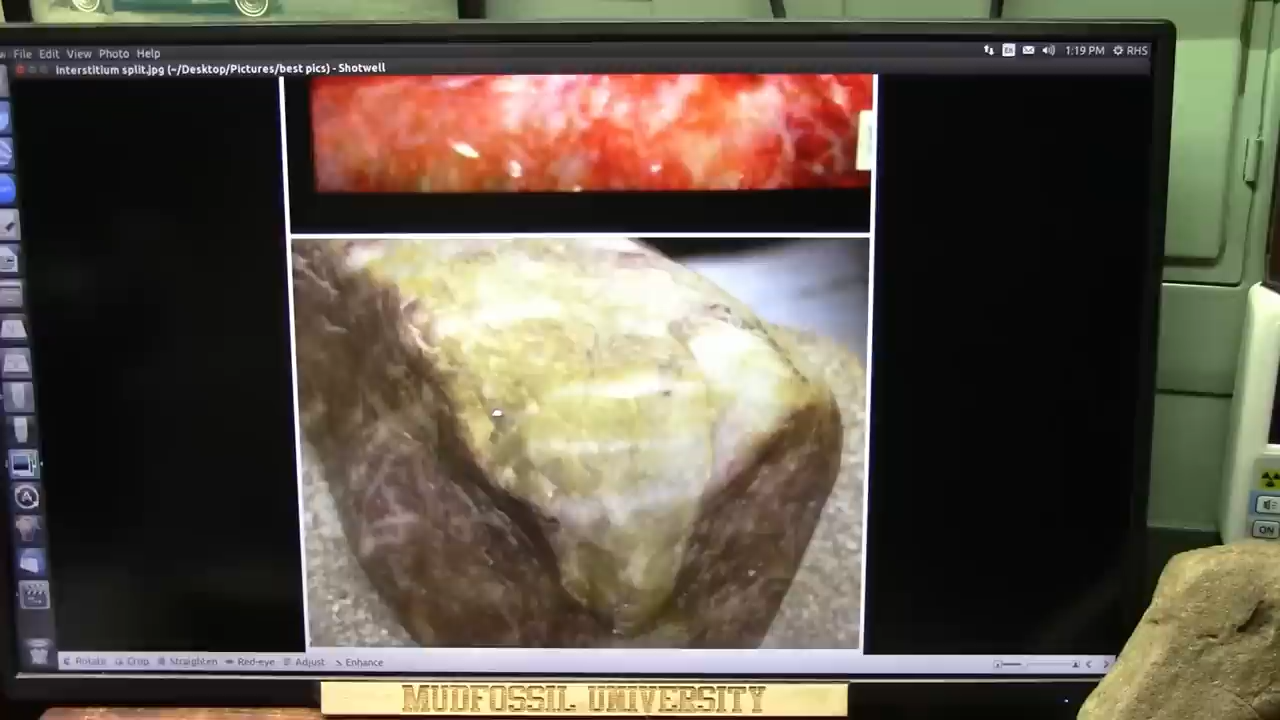 File Edit View Photo Help
1:19 PM RHS
Interstitium split.jpg (~/Desktop/Pictures/best pics) - Shotwell
Rotate Crop Straighten Red-eye Adjust Enhance
ON
MUDFOSSIL UNIVERSITY